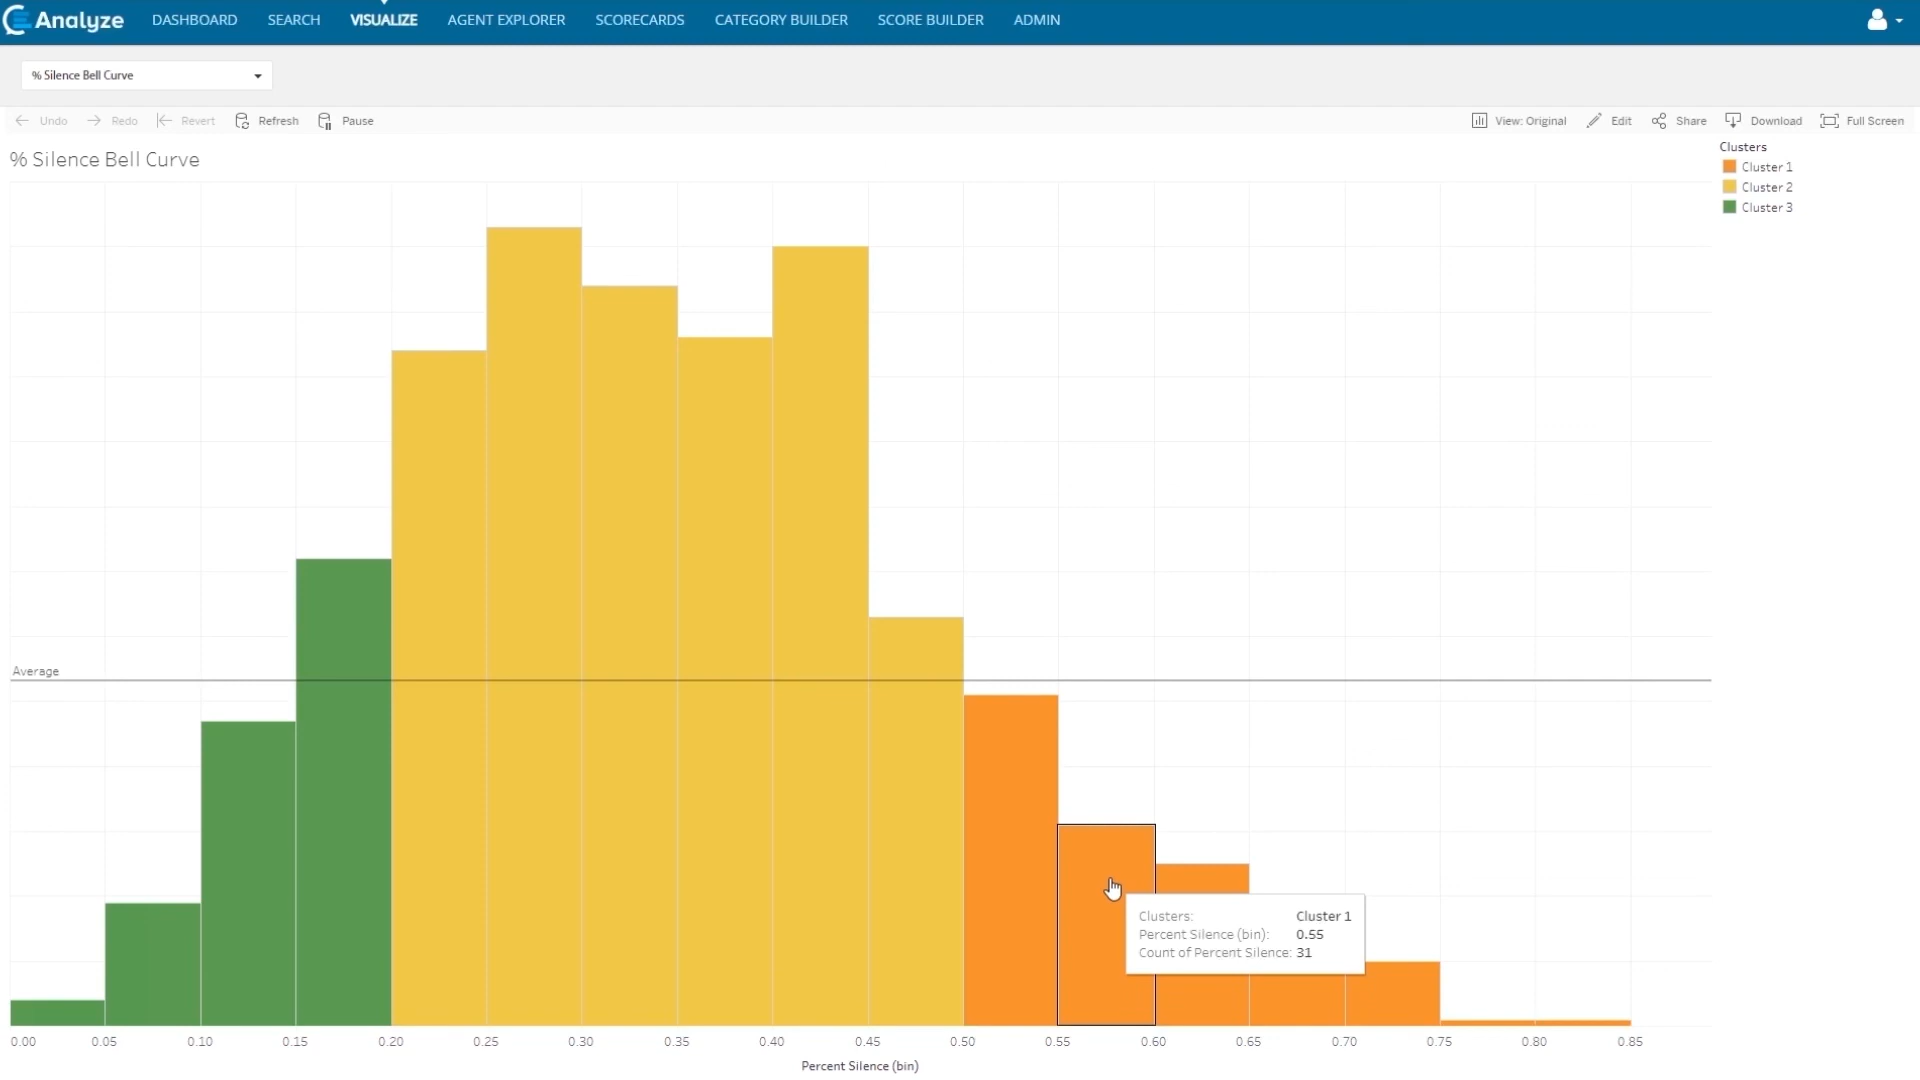 Analyze DASHBOARD SEARCH VISUALIZE AGENT EXPLORER SCORECARDS CATEGORY BUILDER SCORE BUILDER ADMIN
% Silence Bell Curve
Undo Redo Revert Refresh Pause View: Original Edit Share Download Full Screen
% Silence Bell Curve
Clusters
Cluster 1
Cluster 2
Cluster 3
Average
Clusters: Cluster 1
Percent Silence (bin): 0.55
Count of Percent Silence: 31
0.00 0.05 0.10 0.15 0.20 0.25 0.30 0.35 0.40 0.45 0.50 0.55 0.60 0.65 0.70 0.75 0.80 0.85
Percent Silence (bin)